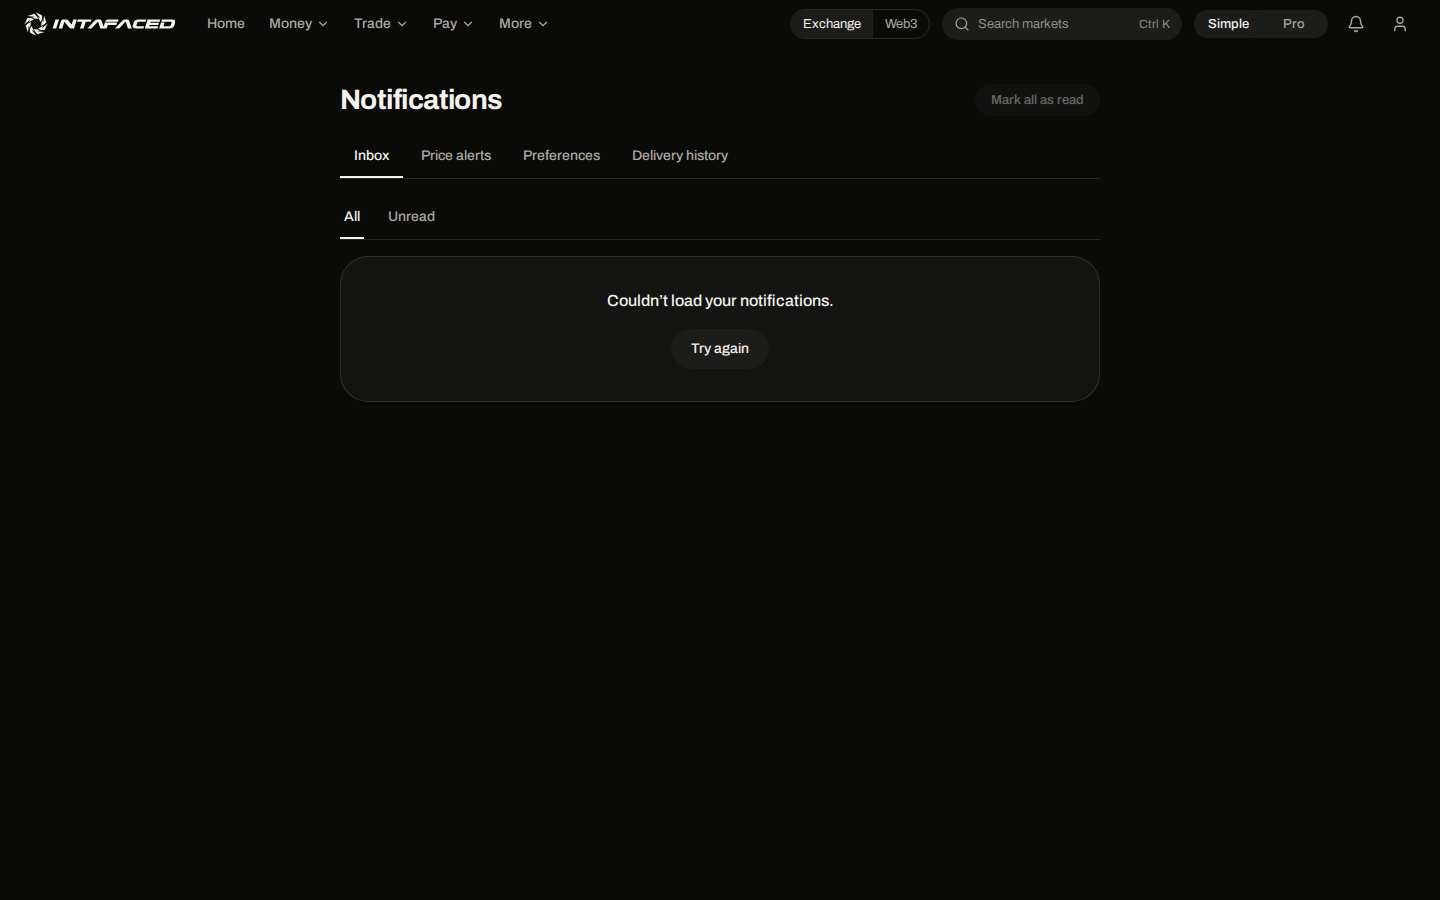 INTAFACED
Home
Money
Trade
Pay
More
Exchange
Web3
Search markets
Ctrl K
Simple
Pro
Notifications
Mark all as read
Inbox
Price alerts
Preferences
Delivery history
All
Unread
Couldn’t load your notifications.
Try again